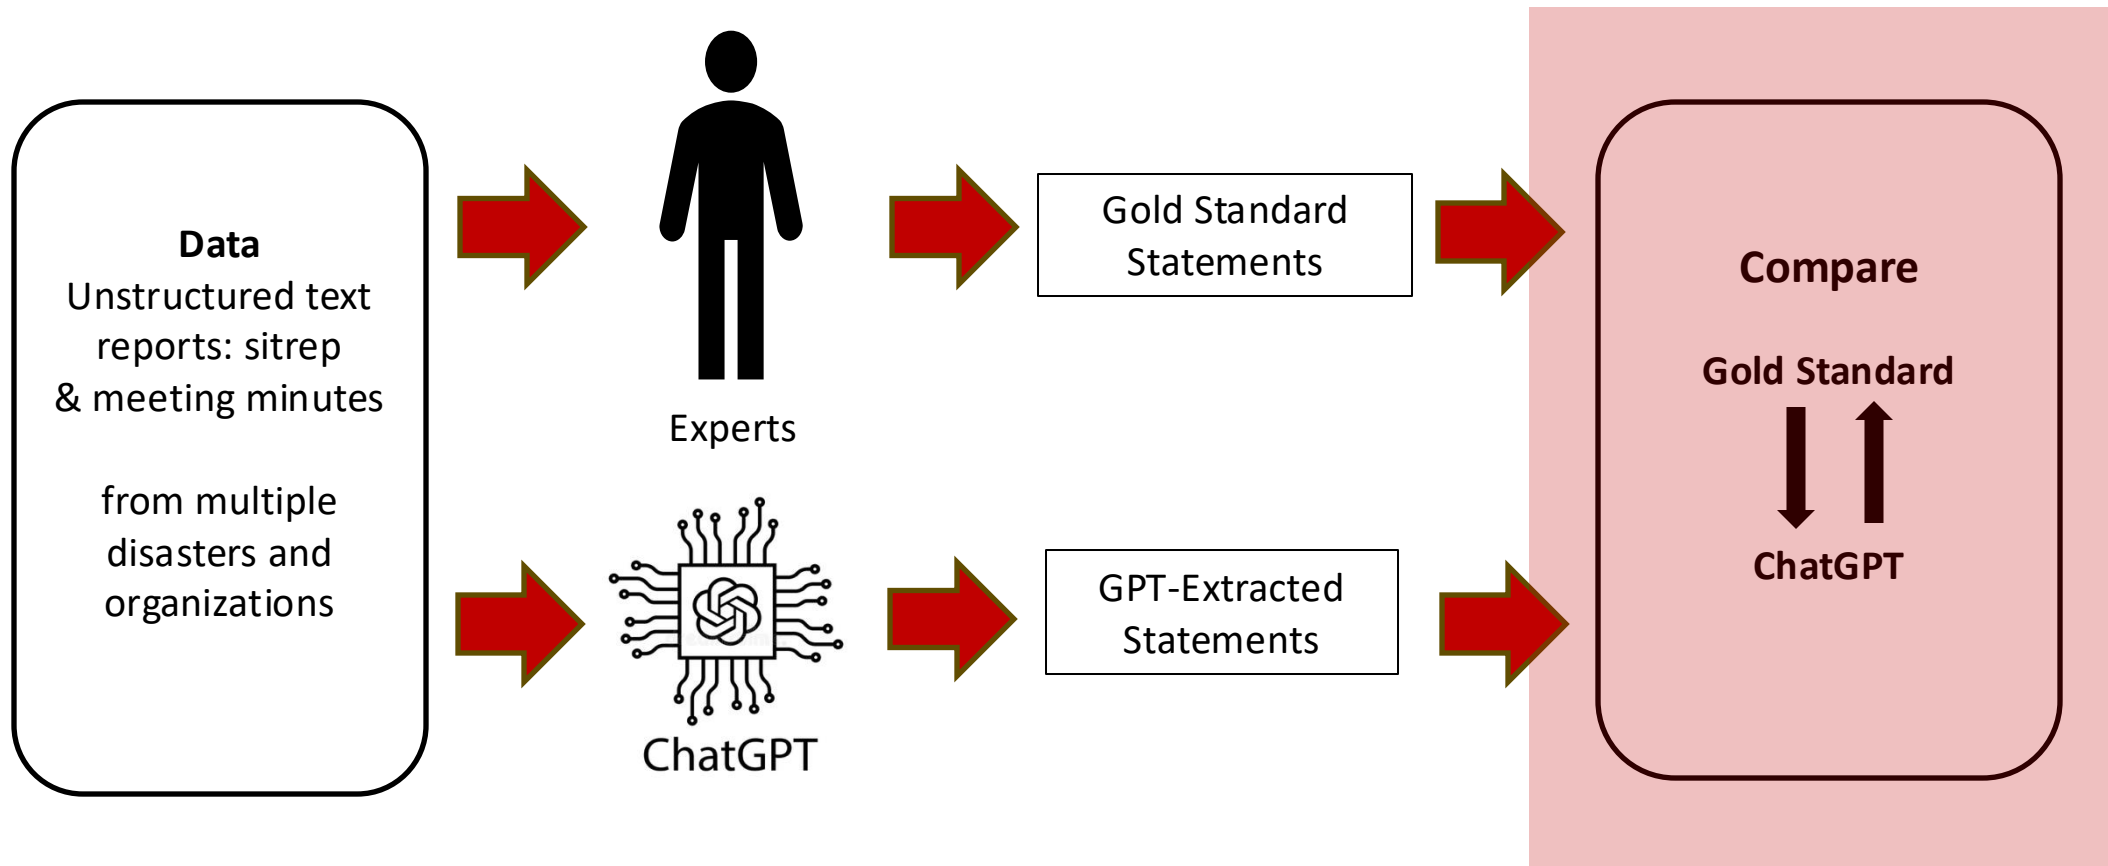 Data
Unstructured text
reports: sitrep
& meeting minutes
from multiple
disasters and
organizations
Experts
ChatGPT
Gold Standard
Statements
GPT-Extracted
Statements
Compare
Gold Standard
ChatGPT